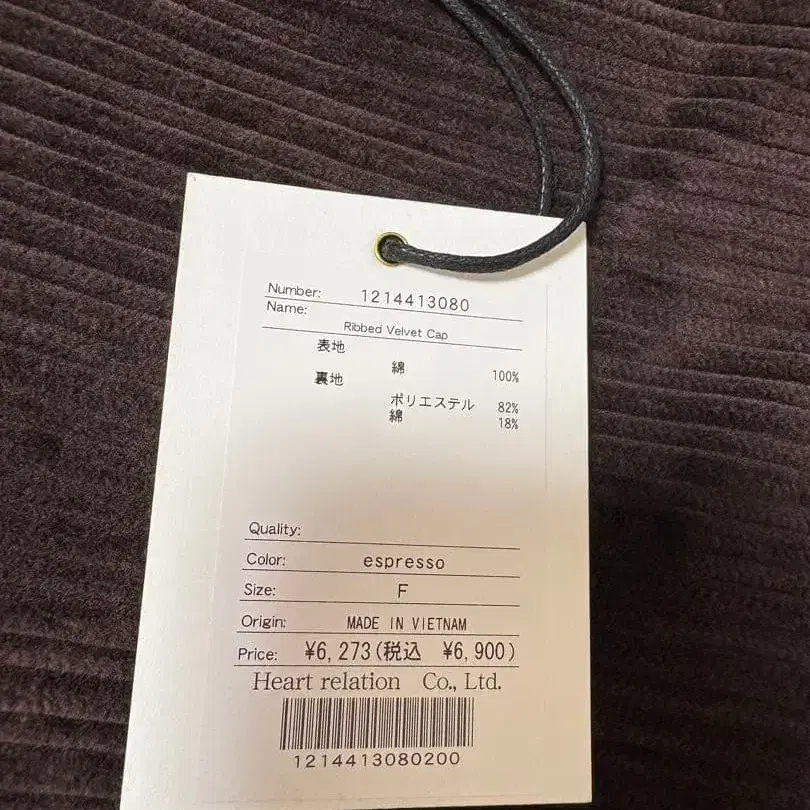 Number: 1214413080
Name:
Ribbed Velvet Cap
表地
綿 100%
裏地
ポリエステル 82%
綿 18%
Quality:
Color: espresso
Size: F
Origin: MADE IN VIETNAM
Price: ¥6,273(税込 ¥6,900)
Heart relation Co., Ltd.
1214413080200